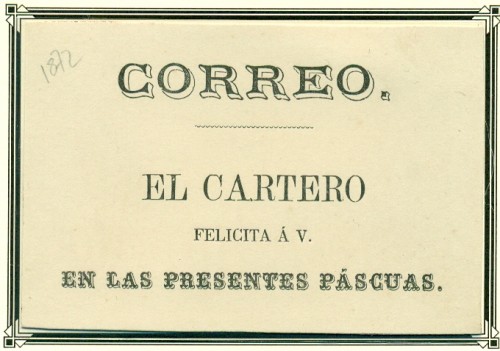 1872
CORREO.
EL CARTERO
FELICITA Á V.
EN LAS PRESENTES PÁSCUAS.